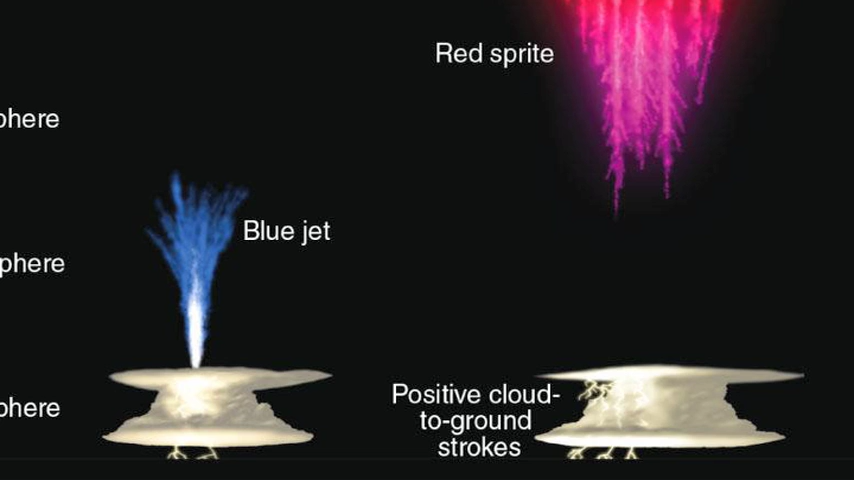 Red sprite
phere
Blue jet
phere
phere
Positive cloud-
to-ground
strokes